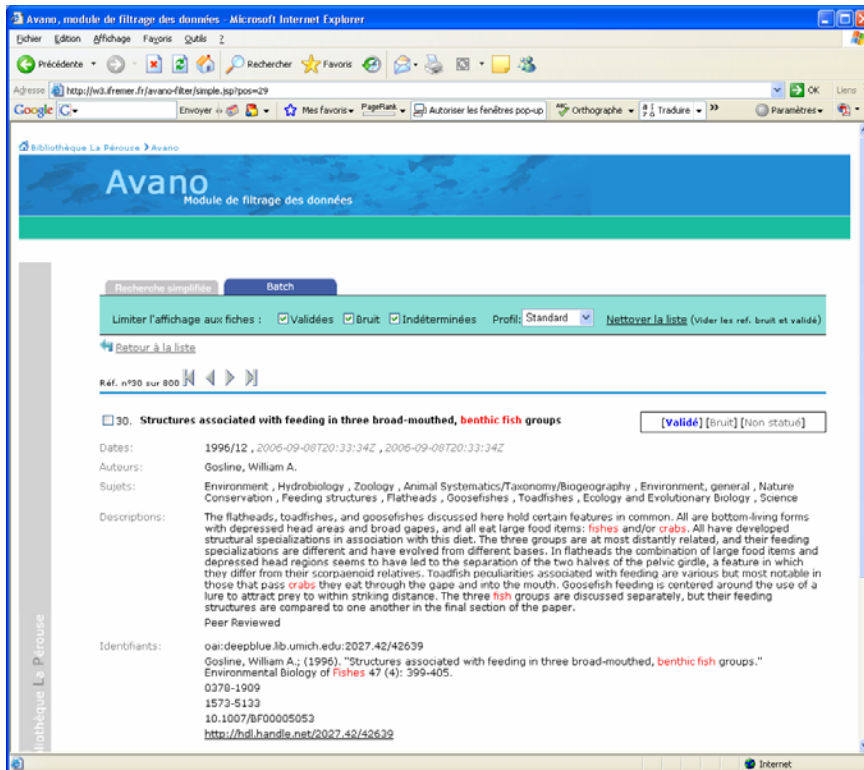 Avano, module de filtrage des données - Microsoft Internet Explorer
Fichier Edition Affichage Favoris Outils ?
Précédente Rechercher Favoris
Adresse http://w3.ifremer.fr/avano-filter/simple.jsp?pos=29 OK Liens
Google Envoyer Mes favoris PageRank Autoriser les fenêtres pop-up Orthographe Traduire » Paramètres
Bibliothèque La Pérouse > Avano
Avano
Module de filtrage des données
Recherche simplifiée Batch
Limiter l'affichage aux fiches : Validées Bruit Indéterminées Profil: Standard Nettoyer la liste (Vider les ref. bruit et validé)
Retour à la liste
Réf. n°30 sur 800
30. Structures associated with feeding in three broad-mouthed, benthic fish groups [Validé] [Bruit] [Non statué]
Dates: 1996/12 , 2006-09-08T20:33:34Z , 2006-09-08T20:33:34Z
Auteurs: Gosline, William A.
Sujets: Environment , Hydrobiology , Zoology , Animal Systematics/Taxonomy/Biogeography , Environment, general , Nature
Conservation , Feeding structures , Flatheads , Goosefishes , Toadfishes , Ecology and Evolutionary Biology , Science
Descriptions: The flatheads, toadfishes, and goosefishes discussed here hold certain features in common. All are bottom-living forms
with depressed head areas and broad gapes, and all eat large food items: fishes and/or crabs. All have developed
structural specializations in association with this diet. The three groups are at most distantly related, and their feeding
specializations are different and have evolved from different bases. In flatheads the combination of large food items and
depressed head regions seems to have led to the separation of the two halves of the pelvic girdle, a feature in which
they differ from their scorpaenoid relatives. Toadfish peculiarities associated with feeding are various but most notable in
those that pass crabs they eat through the gape and into the mouth. Goosefish feeding is centered around the use of a
lure to attract prey to within striking distance. The three fish groups are discussed separately, but their feeding
structures are compared to one another in the final section of the paper.
Peer Reviewed
Identifiants: oai:deepblue.lib.umich.edu:2027.42/42639
Gosline, William A.; (1996). "Structures associated with feeding in three broad-mouthed, benthic fish groups."
Environmental Biology of Fishes 47 (4): 399-405.
0378-1909
1573-5133
10.1007/BF00005053
http://hdl.handle.net/2027.42/42639
bliothèque La Pérouse
Internet